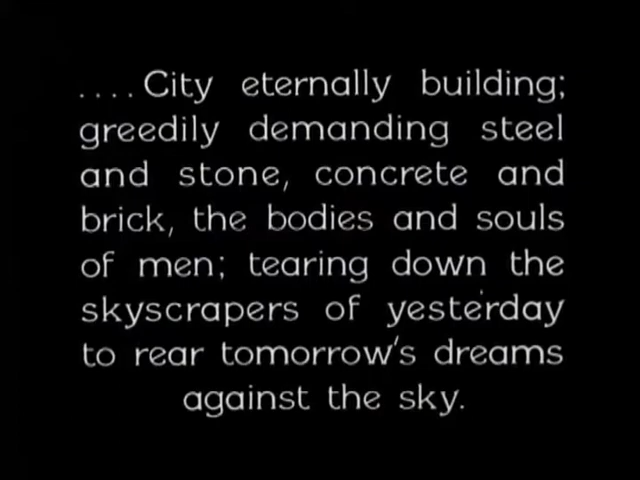 ....City eternally building;
greedily demanding steel
and stone, concrete and
brick, the bodies and souls
of men; tearing down the
skyscrapers of yesterday
to rear tomorrow's dreams
against the sky.